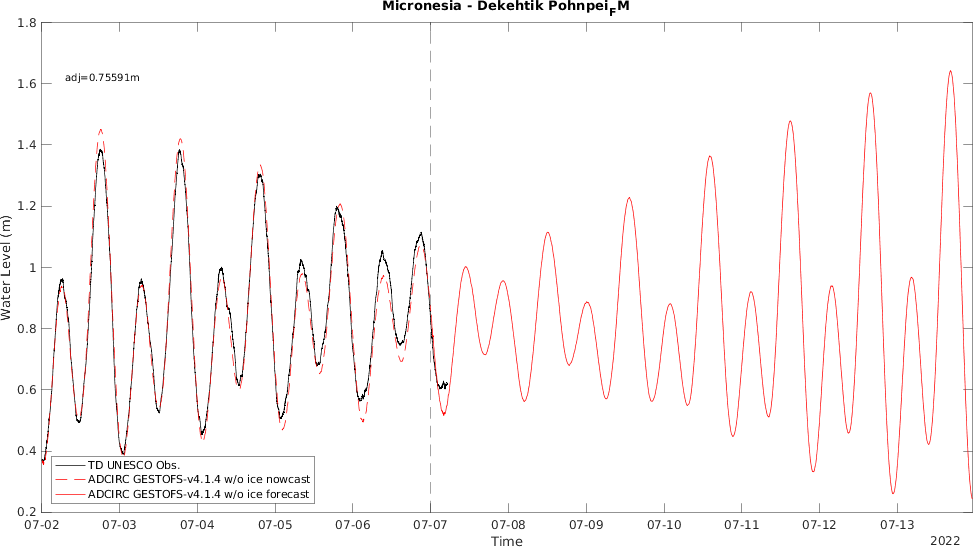 Micronesia - Dekehtik PohnpeiFM
adj=0.75591m
Water Level (m)
1.8
1.6
1.4
1.2
1
0.8
0.6
0.4
0.2
TD UNESCO Obs.
ADCIRC GESTOFS-v4.1.4 w/o ice nowcast
ADCIRC GESTOFS-v4.1.4 w/o ice forecast
07-02 07-03 07-04 07-05 07-06 07-07 07-08 07-09 07-10 07-11 07-12 07-13
Time
2022